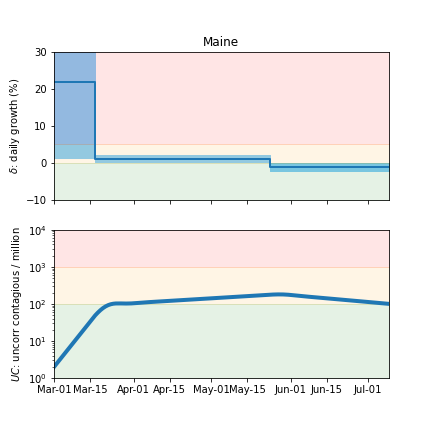 Maine
δ: daily growth (%)
30
20
10
0
−10
UC: uncorr contagious / million
10⁴
10³
10²
10¹
10⁰
Mar-01 Mar-15 Apr-01 Apr-15 May-01 May-15 Jun-01 Jun-15 Jul-01